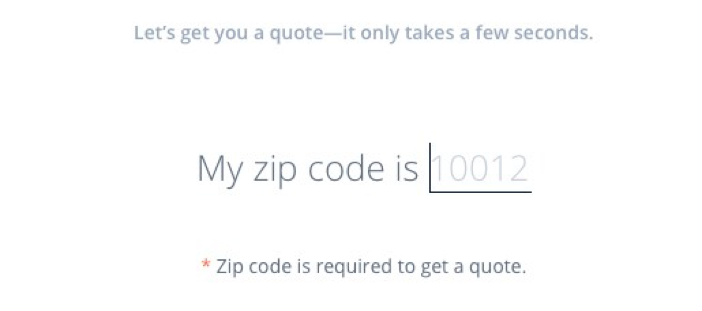 Let’s get you a quote—it only takes a few seconds.
My zip code is 10012
* Zip code is required to get a quote.